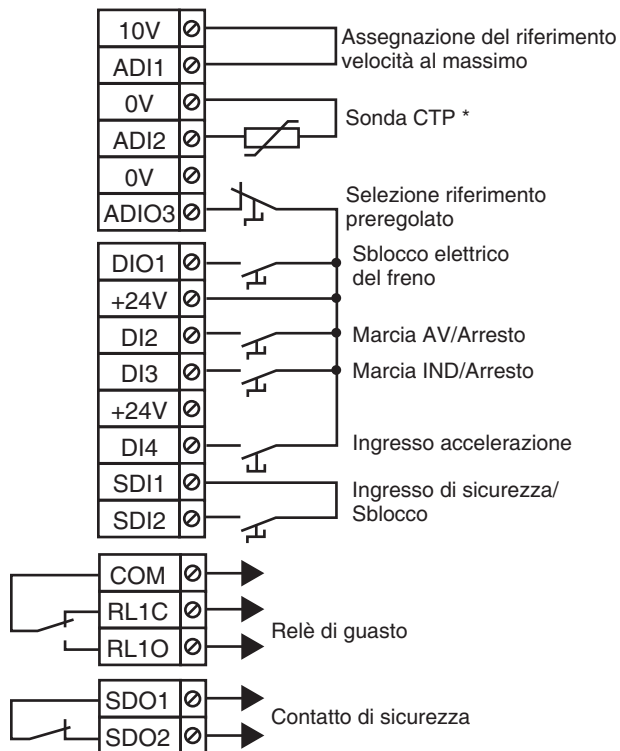 10V
ADI1
Assegnazione del riferimento
velocità al massimo
0V
ADI2
Sonda CTP *
0V
ADIO3
Selezione riferimento
preregolato
DIO1
Sblocco elettrico
del freno
+24V
DI2
Marcia AV/Arresto
DI3
Marcia IND/Arresto
+24V
DI4
Ingresso accelerazione
SDI1
SDI2
Ingresso di sicurezza/
Sblocco
COM
RL1C
RL1O
Relè di guasto
SDO1
SDO2
Contatto di sicurezza